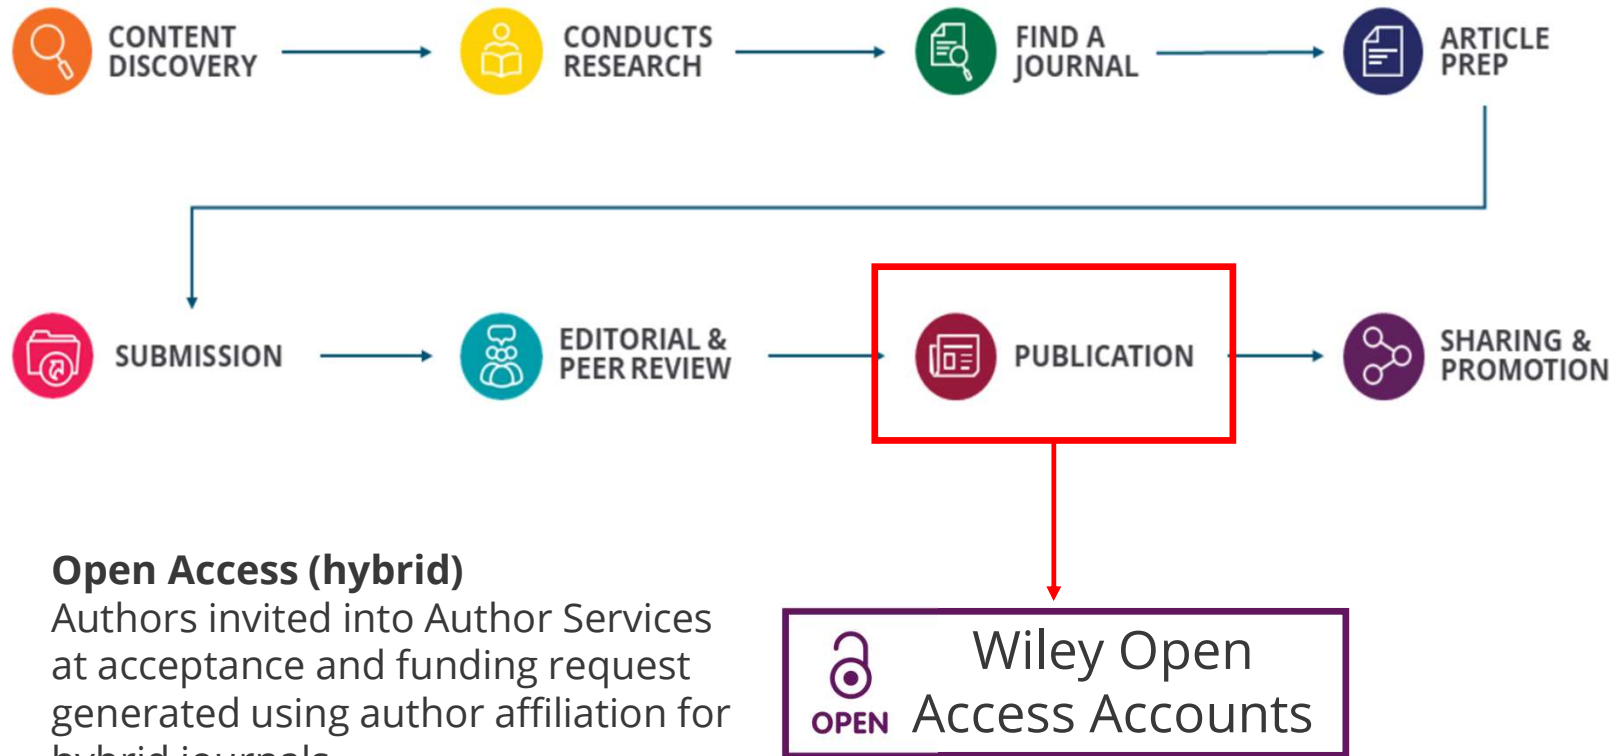 CONTENT
DISCOVERY
CONDUCTS
RESEARCH
FIND A
JOURNAL
ARTICLE
PREP
SUBMISSION
EDITORIAL &
PEER REVIEW
PUBLICATION
SHARING &
PROMOTION
Open Access (hybrid)
Authors invited into Author Services
at acceptance and funding request
generated using author affiliation for
hybrid journals
OPEN
Wiley Open
Access Accounts